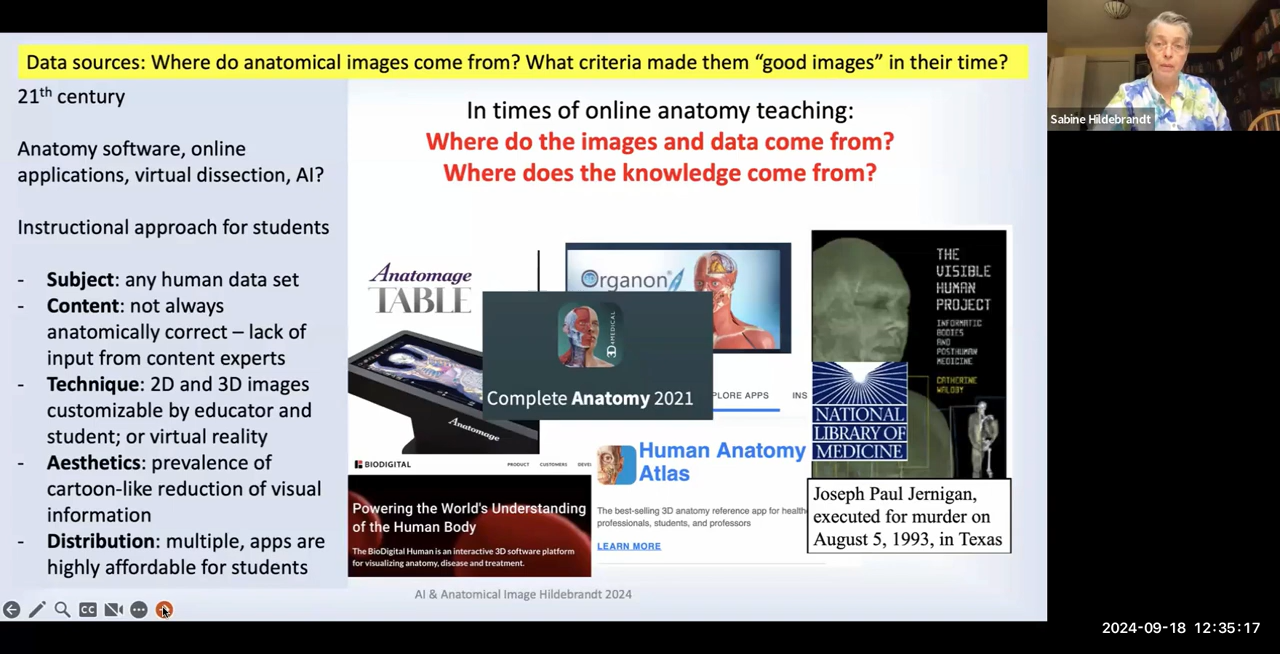 Data sources: Where do anatomical images come from? What criteria made them “good images” in their time?
21th century
Anatomy software, online
applications, virtual dissection, AI?
Instructional approach for students
- Subject: any human data set
- Content: not always
anatomically correct – lack of
input from content experts
- Technique: 2D and 3D images
customizable by educator and
student; or virtual reality
- Aesthetics: prevalence of
cartoon-like reduction of visual
information
- Distribution: multiple, apps are
highly affordable for students
In times of online anatomy teaching:
Where do the images and data come from?
Where does the knowledge come from?
Anatomage
TABLE
Anatomage
Organon
3D4MEDICAL
Complete Anatomy 2021
PLORE APPS INS
BIODIGITAL
PRODUCT CUSTOMERS DEVE
Powering the World's Understanding
of the Human Body
The BioDigital Human is an interactive 3D software platform
for visualizing anatomy, disease and treatment.
Human Anatomy
Atlas
The best-selling 3D anatomy reference app for healthc
professionals, students, and professors
LEARN MORE
THE
VISIBLE
HUMAN
PROJECT
INFORMATIC
BODIES
AND
POSTHUMAN
MEDICINE
CATHERINE
WALDBY
NATIONAL
LIBRARY OF
MEDICINE
Joseph Paul Jernigan,
executed for murder on
August 5, 1993, in Texas
AI & Anatomical Image Hildebrandt 2024
CC
Sabine Hildebrandt
2024-09-18 12:35:17